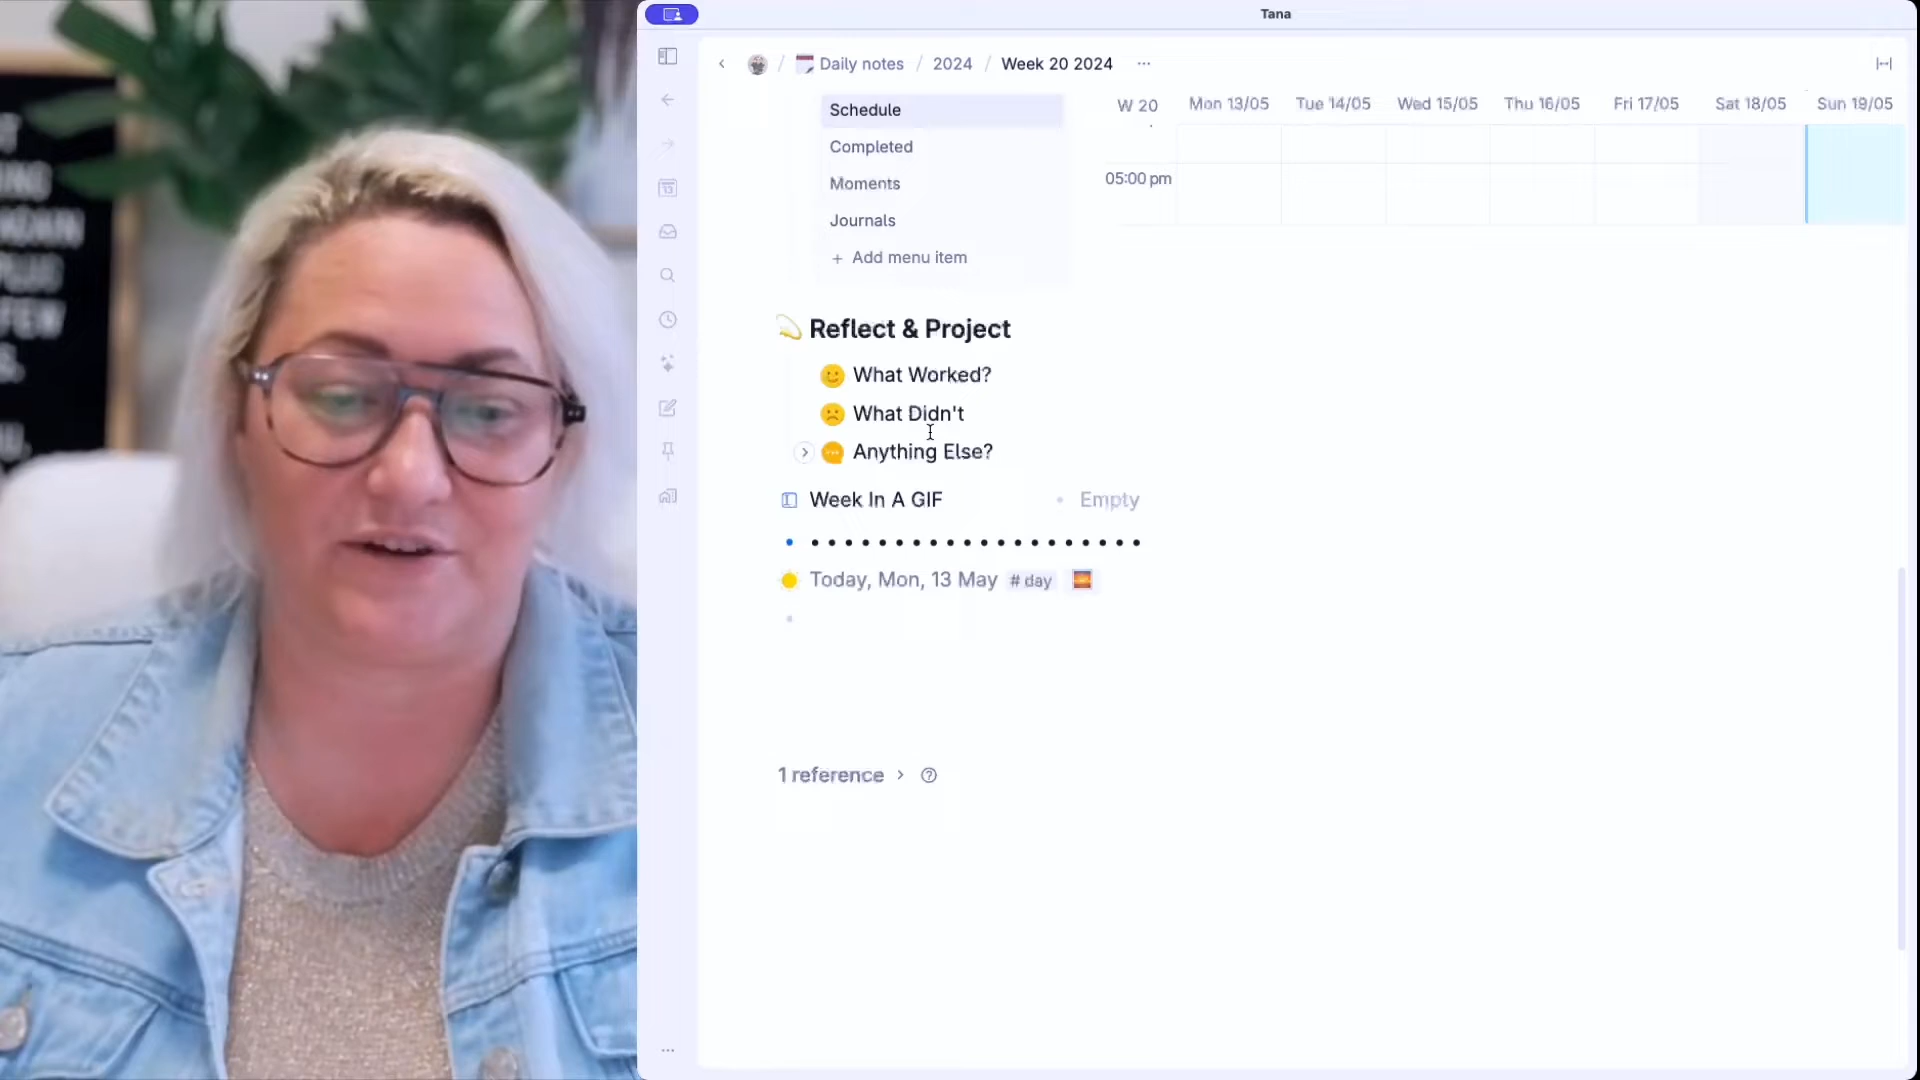 Tana
Daily notes / 2024 / Week 20 2024 ...
Schedule
Completed
Moments
Journals
+ Add menu item
W 20 Mon 13/05 Tue 14/05 Wed 15/05 Thu 16/05 Fri 17/05 Sat 18/05 Sun 19/05
05:00 pm
Reflect & Project
What Worked?
What Didn't
Anything Else?
Week In A GIF Empty
Today, Mon, 13 May # day
1 reference
FEW